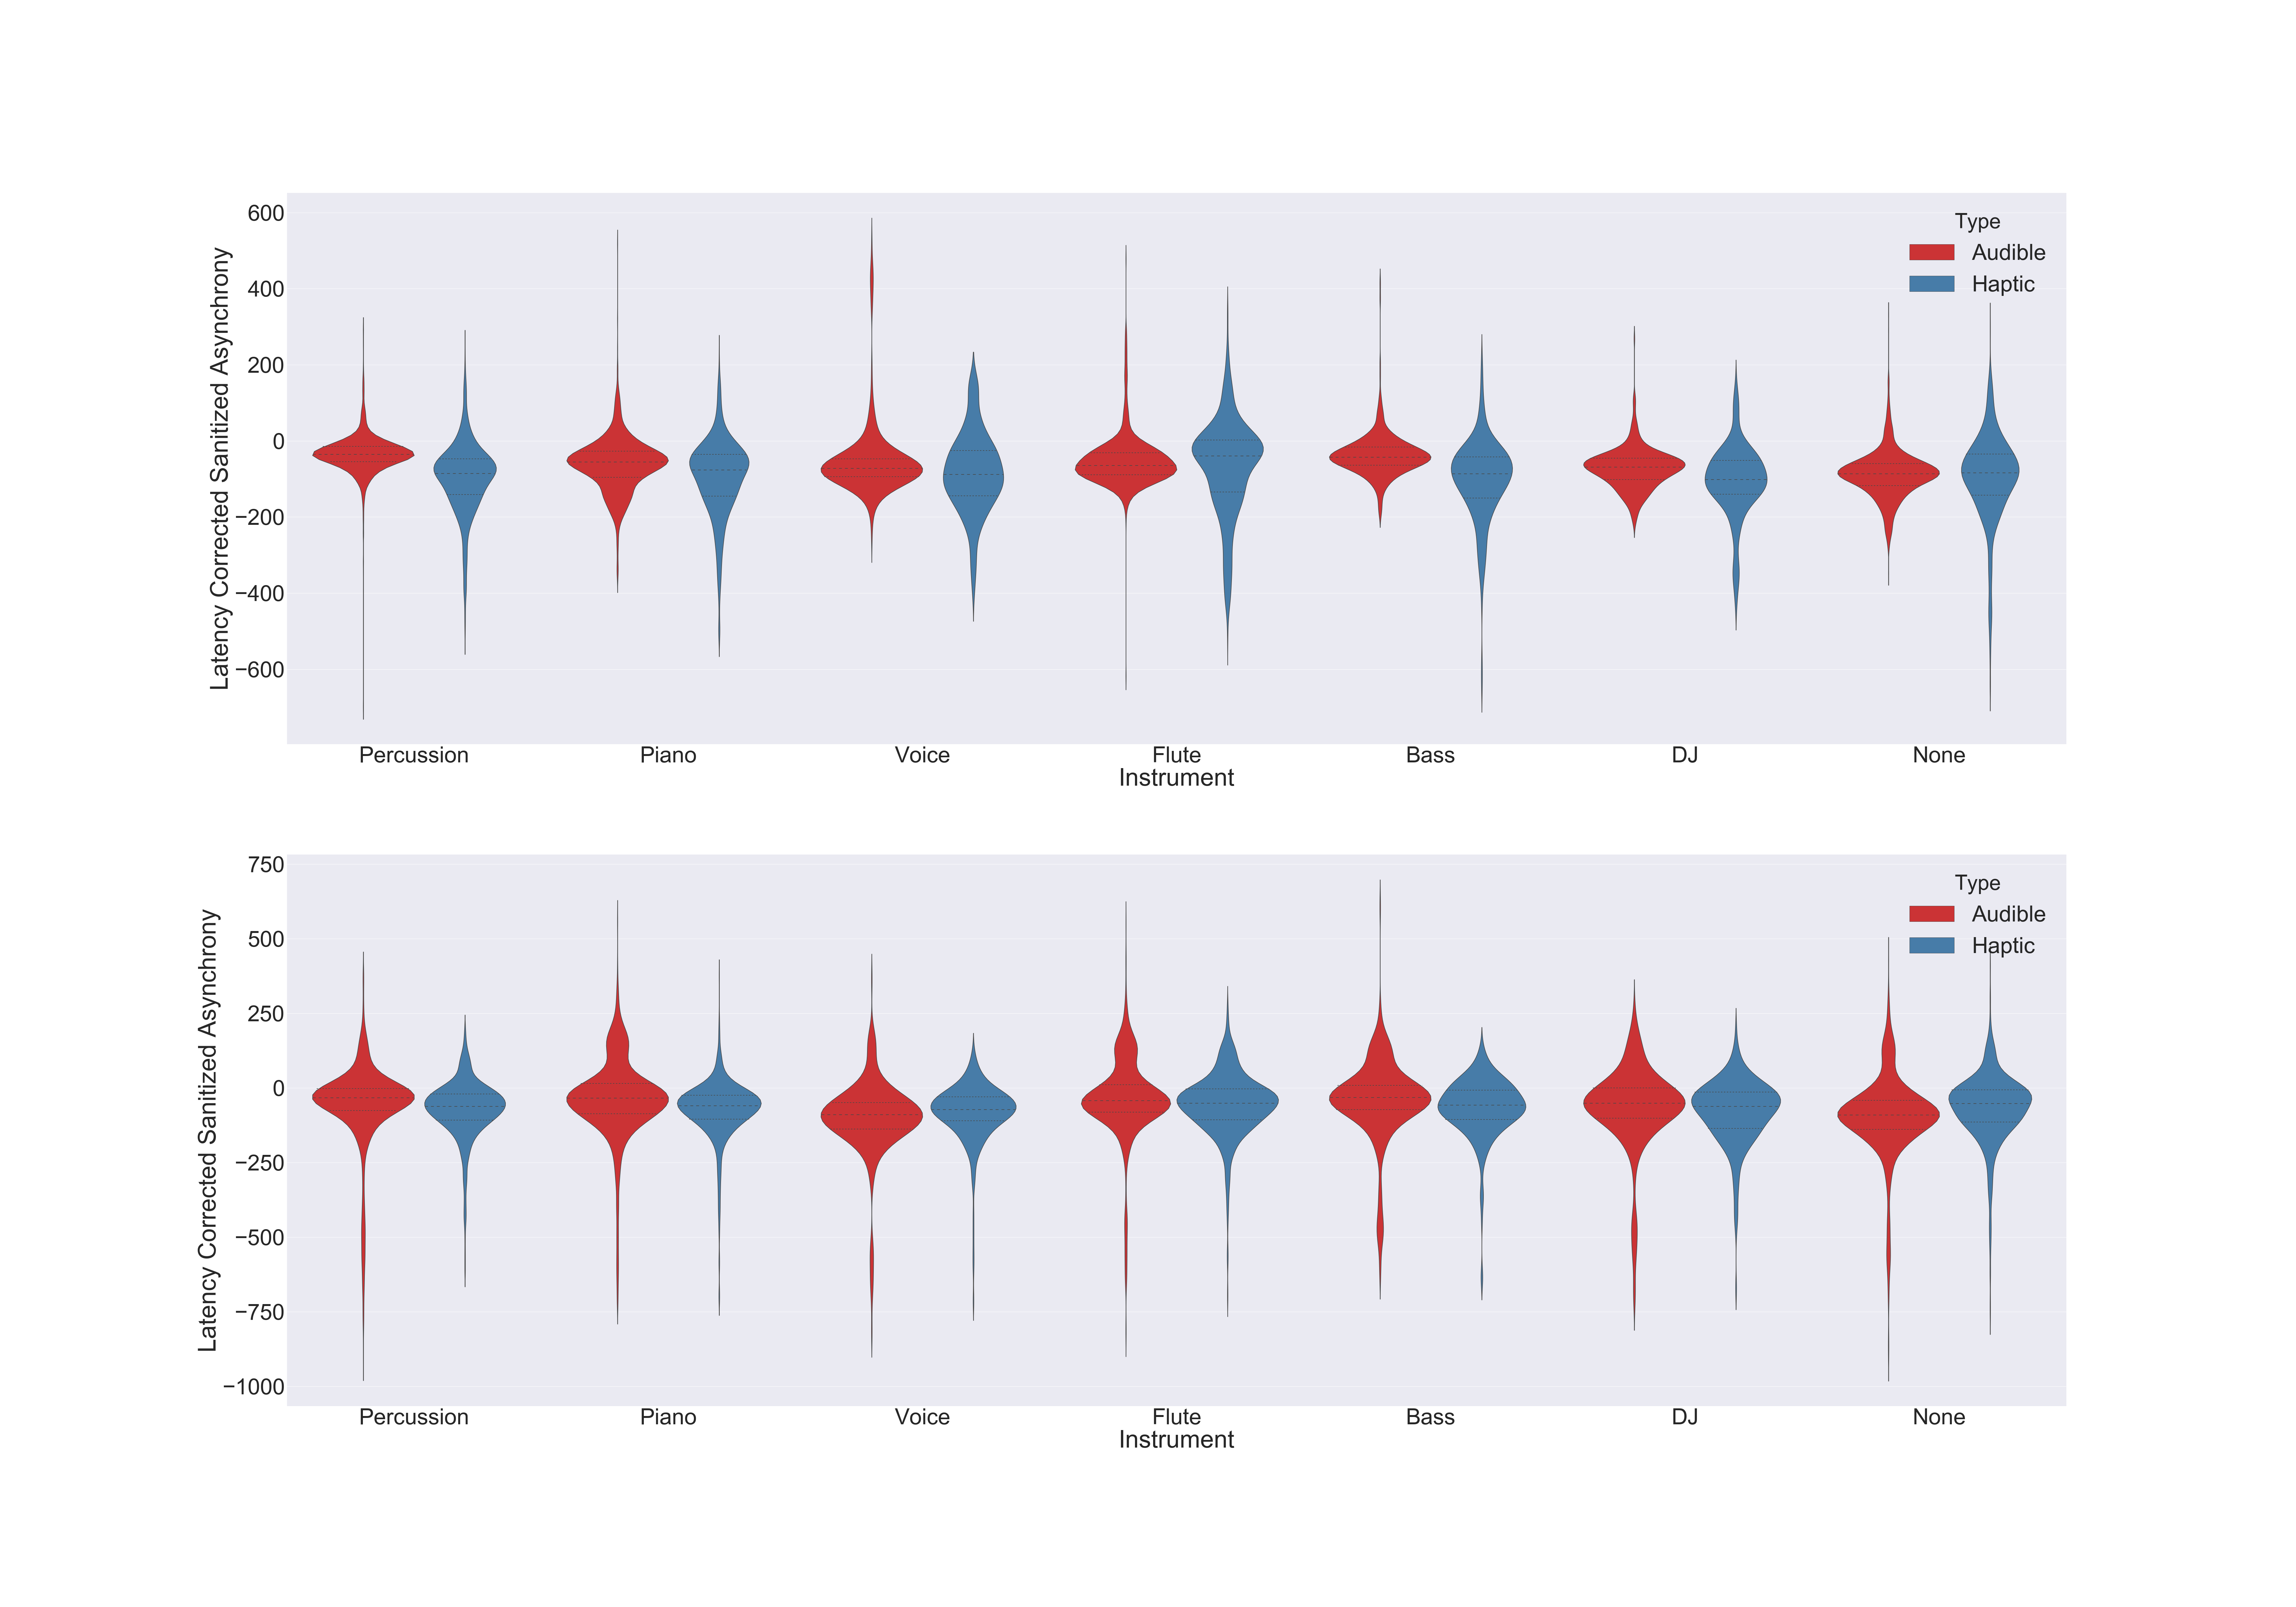 Latency Corrected Sanitized Asynchrony
600
400
200
0
−200
−400
−600
Type
Audible
Haptic
Percussion Piano Voice Flute Bass DJ None
Instrument
Latency Corrected Sanitized Asynchrony
750
500
250
0
−250
−500
−750
−1000
Type
Audible
Haptic
Percussion Piano Voice Flute Bass DJ None
Instrument